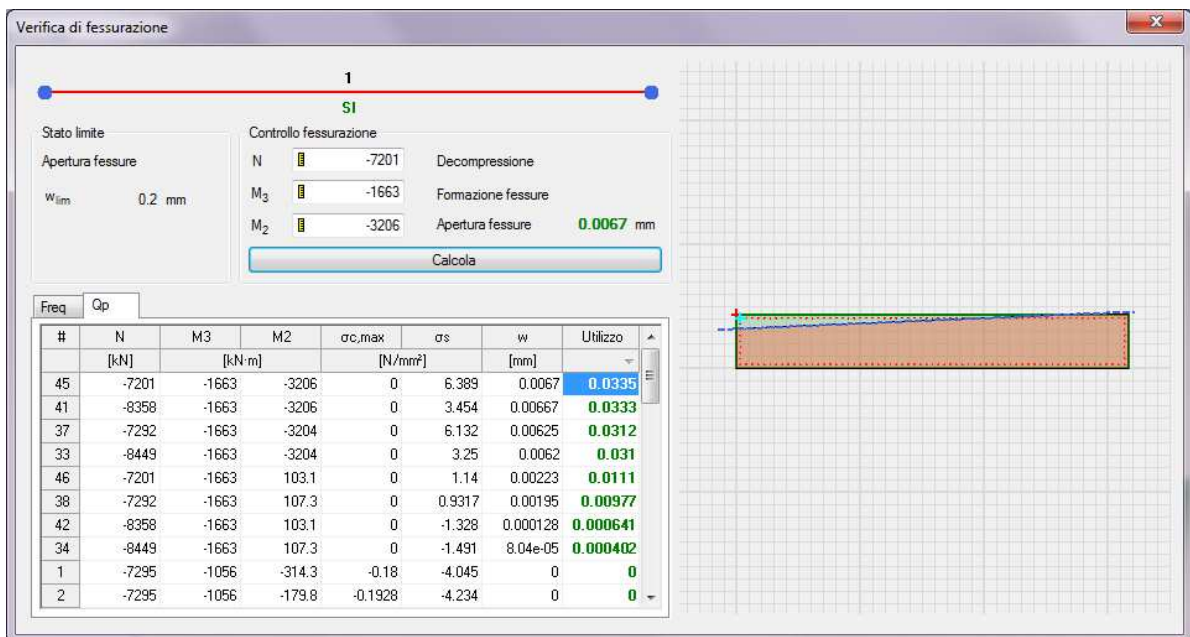 Verifica di fessurazione
1
SI
Stato limite
Apertura fessure
wlim 0.2 mm
Controllo fessurazione
N -7201 Decompressione
M3 -1663 Formazione fessure
M2 -3206 Apertura fessure 0.0067 mm
Calcola
Freq Qp
# N M3 M2 σc,max σs w Utilizzo
[kN] [kN·m] [N/mm²] [mm]
45 -7201 -1663 -3206 0 6.389 0.0067 0.0335
41 -8358 -1663 -3206 0 3.454 0.00667 0.0333
37 -7292 -1663 -3204 0 6.132 0.00625 0.0312
33 -8449 -1663 -3204 0 3.25 0.0062 0.031
46 -7201 -1663 103.1 0 1.14 0.00223 0.0111
38 -7292 -1663 107.3 0 0.9317 0.00195 0.00977
42 -8358 -1663 103.1 0 -1.328 0.000128 0.000641
34 -8449 -1663 107.3 0 -1.491 8.04e-05 0.000402
1 -7295 -1056 -314.3 -0.18 -4.045 0 0
2 -7295 -1056 -179.8 -0.1928 -4.234 0 0